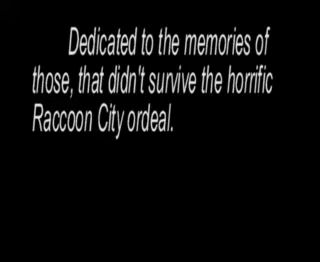 Dedicated to the memories of
those, that didn't survive the horrific
Raccoon City ordeal.